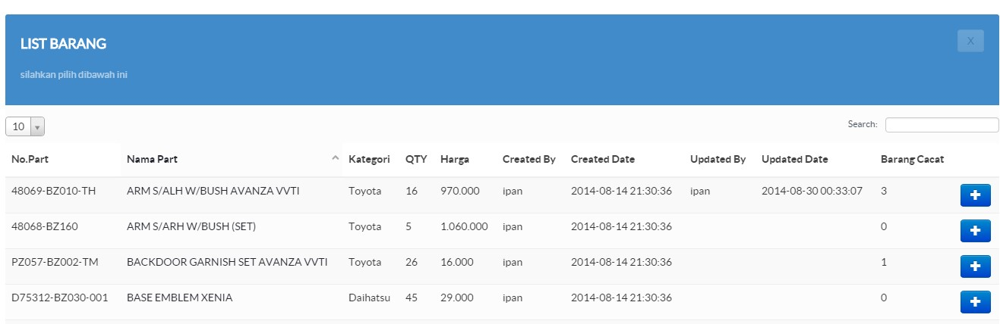 LIST BARANG
X
silahkan pilih dibawah ini
10
Search:
No.Part Nama Part Kategori QTY Harga Created By Created Date Updated By Updated Date Barang Cacat
48069-BZ010-TH ARM S/ALH W/BUSH AVANZA VVTI Toyota 16 970.000 ipan 2014-08-14 21:30:36 ipan 2014-08-30 00:33:07 3
48068-BZ160 ARM S/ARH W/BUSH (SET) Toyota 5 1.060.000 ipan 2014-08-14 21:30:36 0
PZ057-BZ002-TM BACKDOOR GARNISH SET AVANZA VVTI Toyota 26 16.000 ipan 2014-08-14 21:30:36 1
D75312-BZ030-001 BASE EMBLEM XENIA Daihatsu 45 29.000 ipan 2014-08-14 21:30:36 0